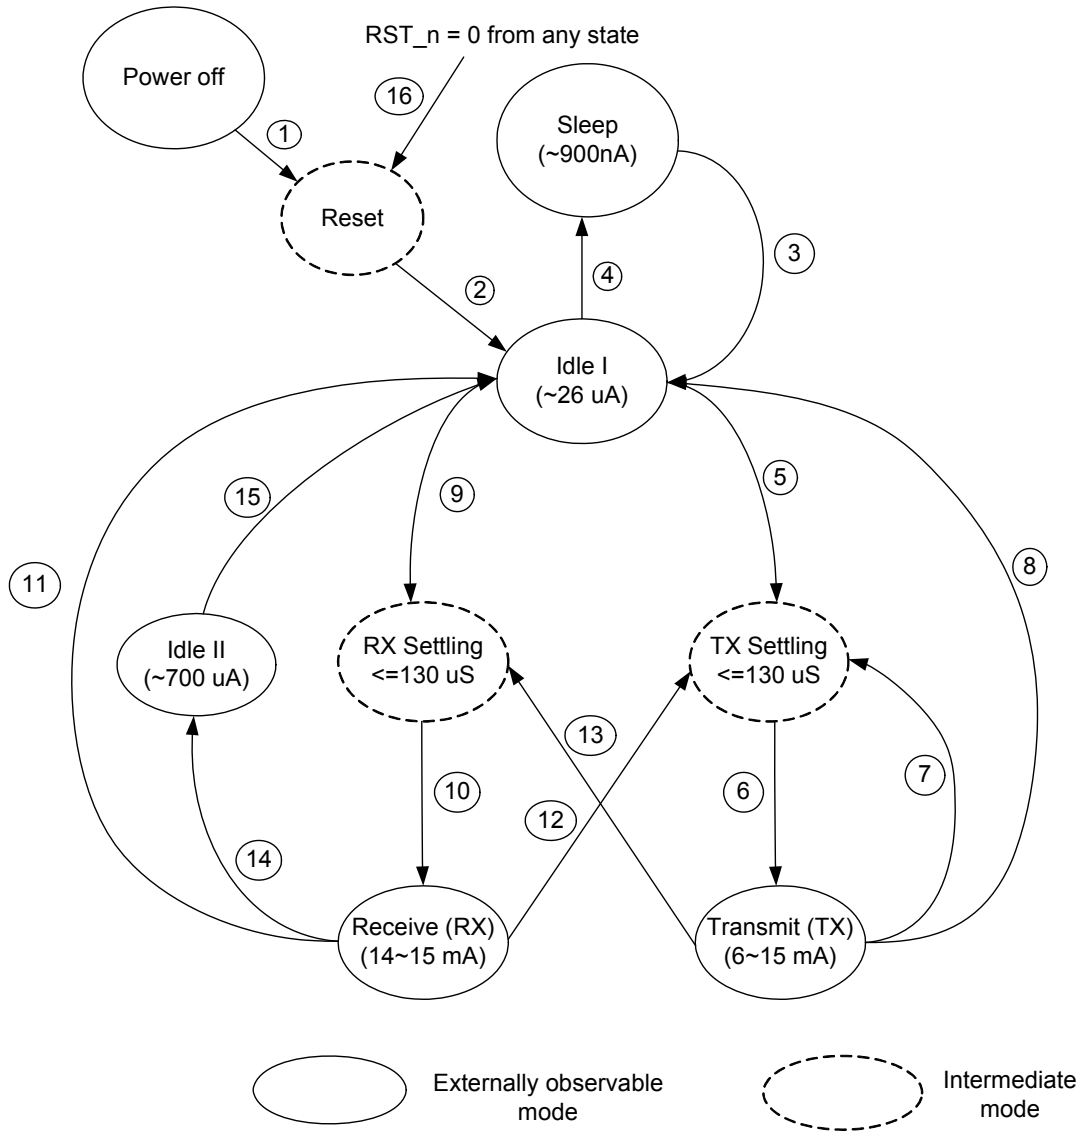 RST_n = 0 from any state
Power off
16
1
Sleep
(~900nA)
Reset
3
2
4
Idle I
(~26 uA)
15
9
5
11
8
Idle II
(~700 uA)
RX Settling
<=130 uS
TX Settling
<=130 uS
13
7
10
12
6
14
Receive (RX)
(14~15 mA)
Transmit (TX)
(6~15 mA)
Externally observable
mode
Intermediate
mode